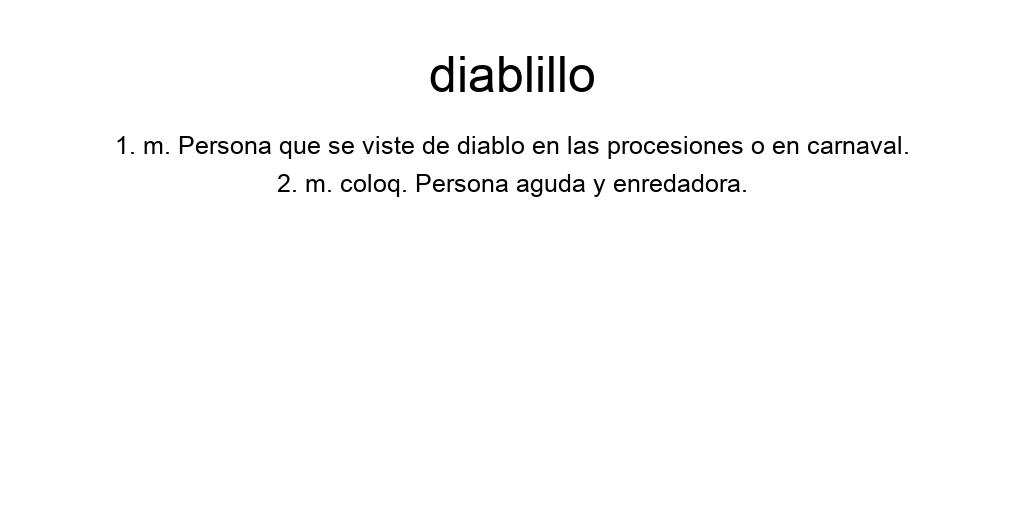 diablillo
1. m. Persona que se viste de diablo en las procesiones o en carnaval.
2. m. coloq. Persona aguda y enredadora.